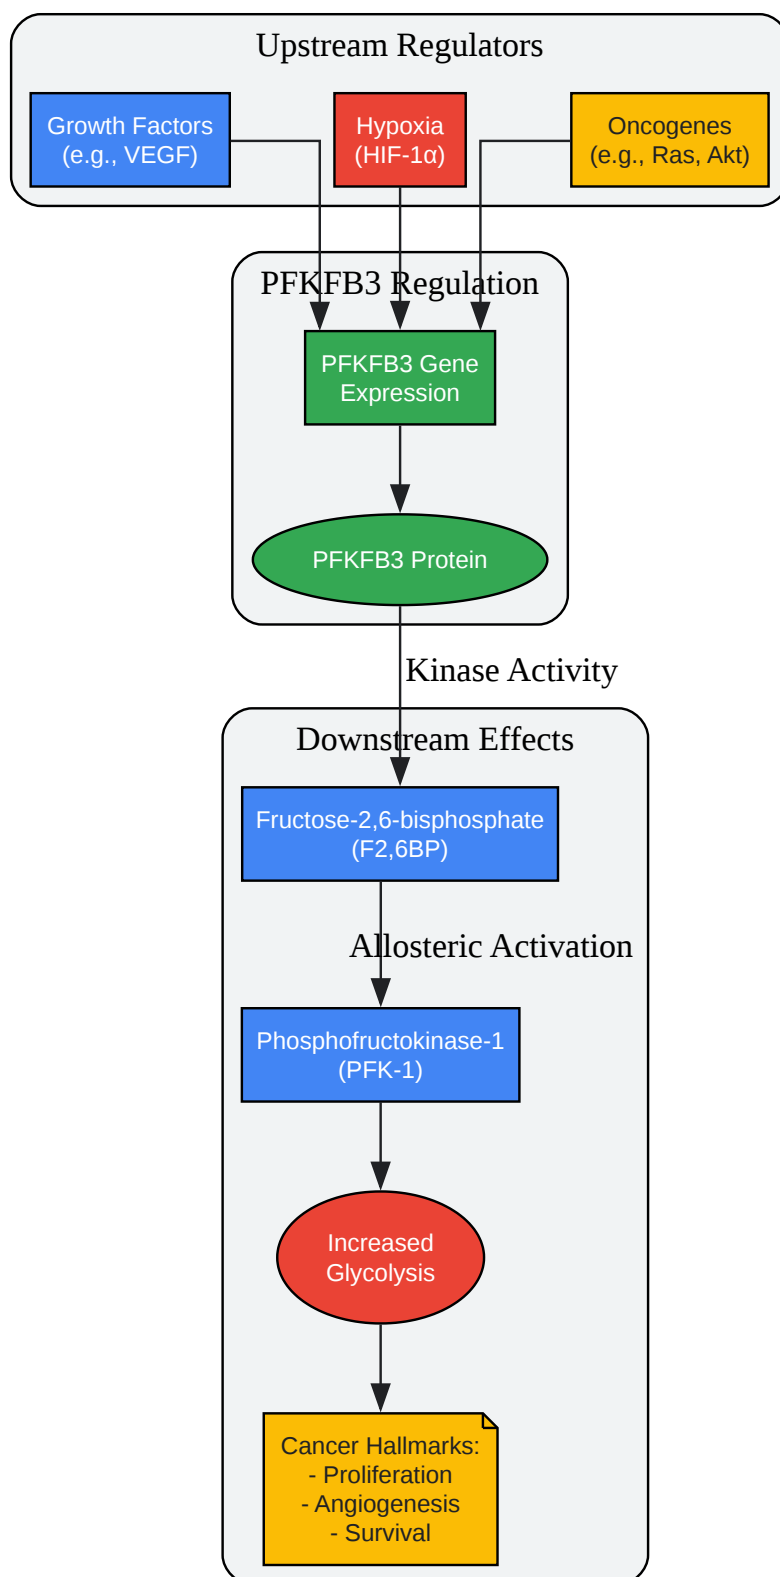 Upstream Regulators
Growth Factors
(e.g., VEGF)
Hypoxia
(HIF-1α)
Oncogenes
(e.g., Ras, Akt)
PFKFB3 Regulation
PFKFB3 Gene
Expression
PFKFB3 Protein
Kinase Activity
Downstream Effects
Fructose-2,6-bisphosphate
(F2,6BP)
Allosteric Activation
Phosphofructokinase-1
(PFK-1)
Increased
Glycolysis
Cancer Hallmarks:
- Proliferation
- Angiogenesis
- Survival